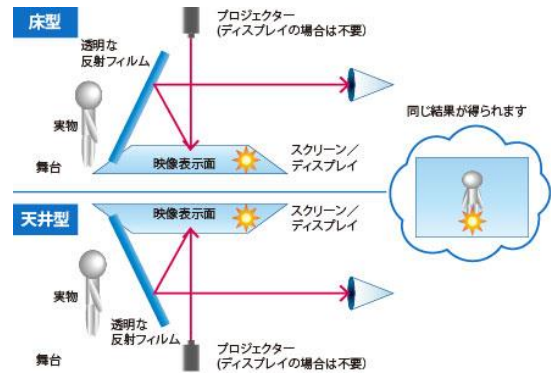 床型
プロジェクター
(ディスプレイの場合は不要)
透明な
反射フィルム
実物
舞台
映像表示面
スクリーン／
ディスプレイ
同じ結果が得られます
天井型
映像表示面
スクリーン／
ディスプレイ
実物
透明な
反射フィルム
舞台
プロジェクター
(ディスプレイの場合は不要)